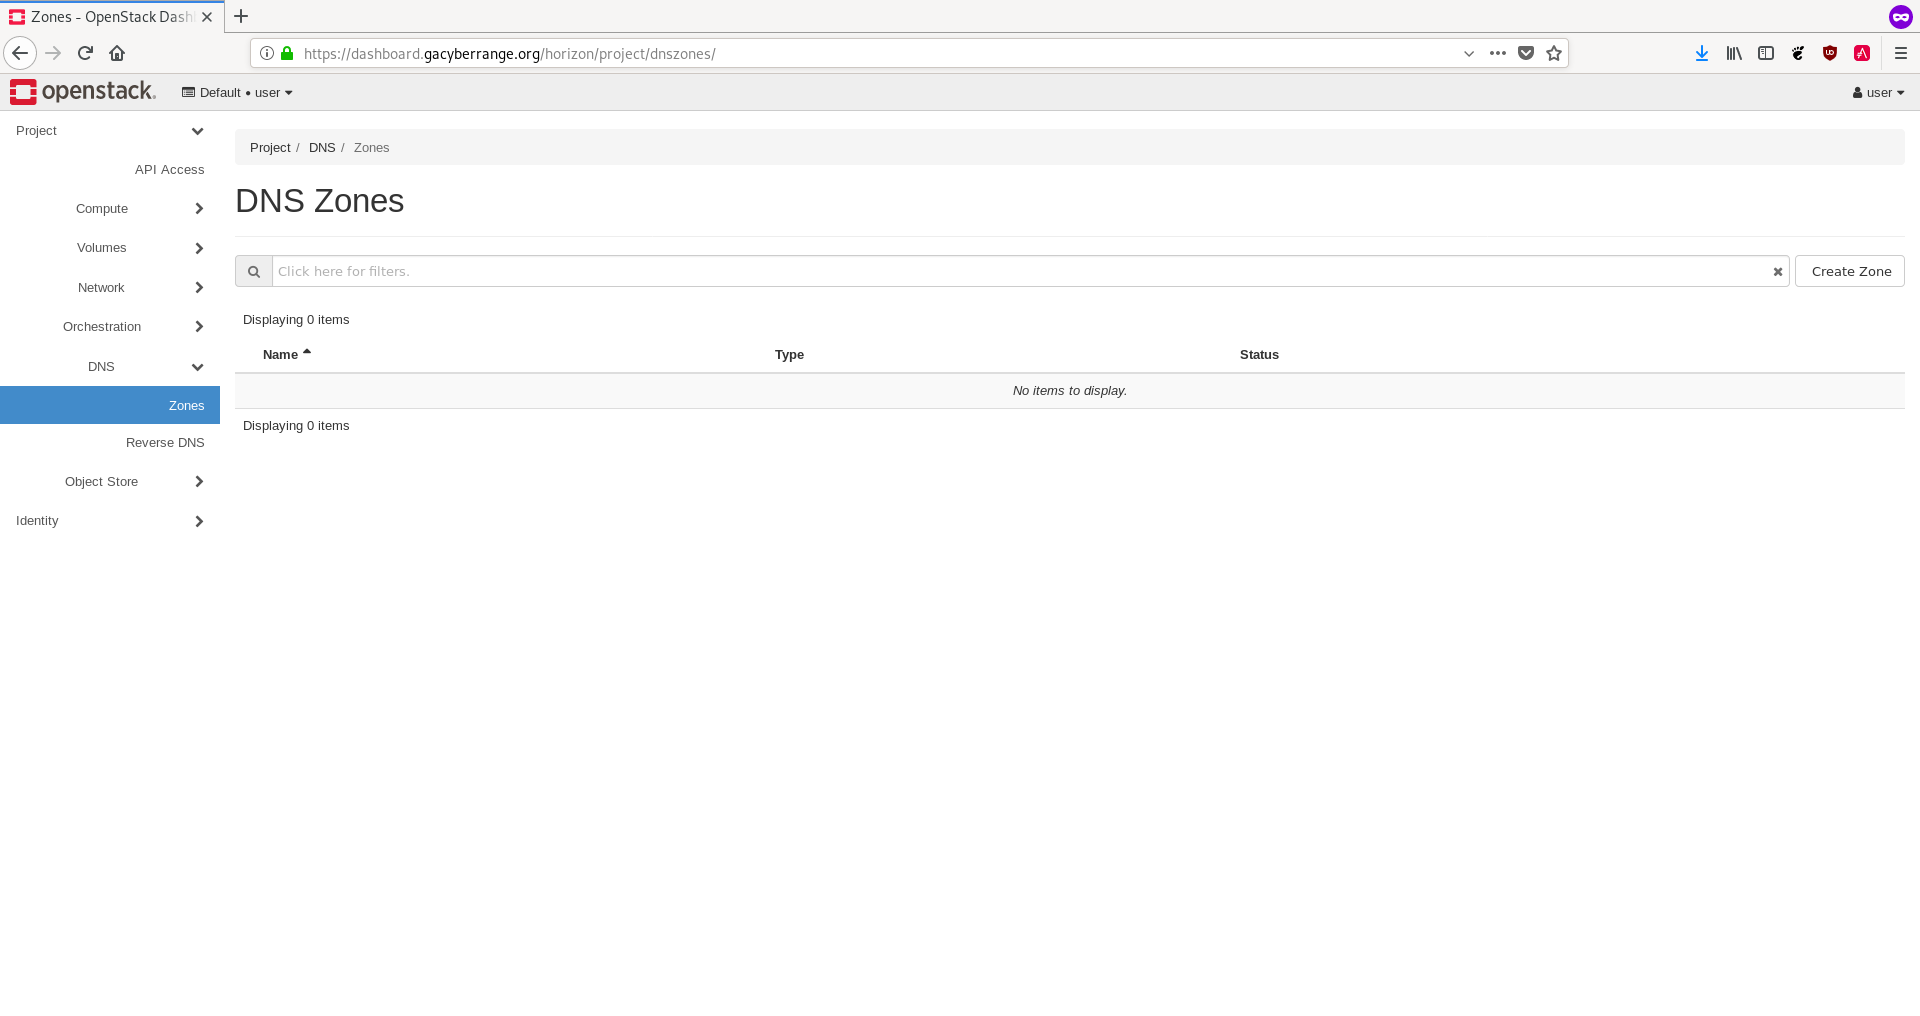 Zones - OpenStack Dash
https://dashboard.gacyberrange.org/horizon/project/dnszones/
openstack.
Default • user
user
Project
API Access
Compute
Volumes
Network
Orchestration
DNS
Zones
Reverse DNS
Object Store
Identity
Project / DNS / Zones
DNS Zones
Click here for filters.
Create Zone
Displaying 0 items
Name Type Status
No items to display.
Displaying 0 items